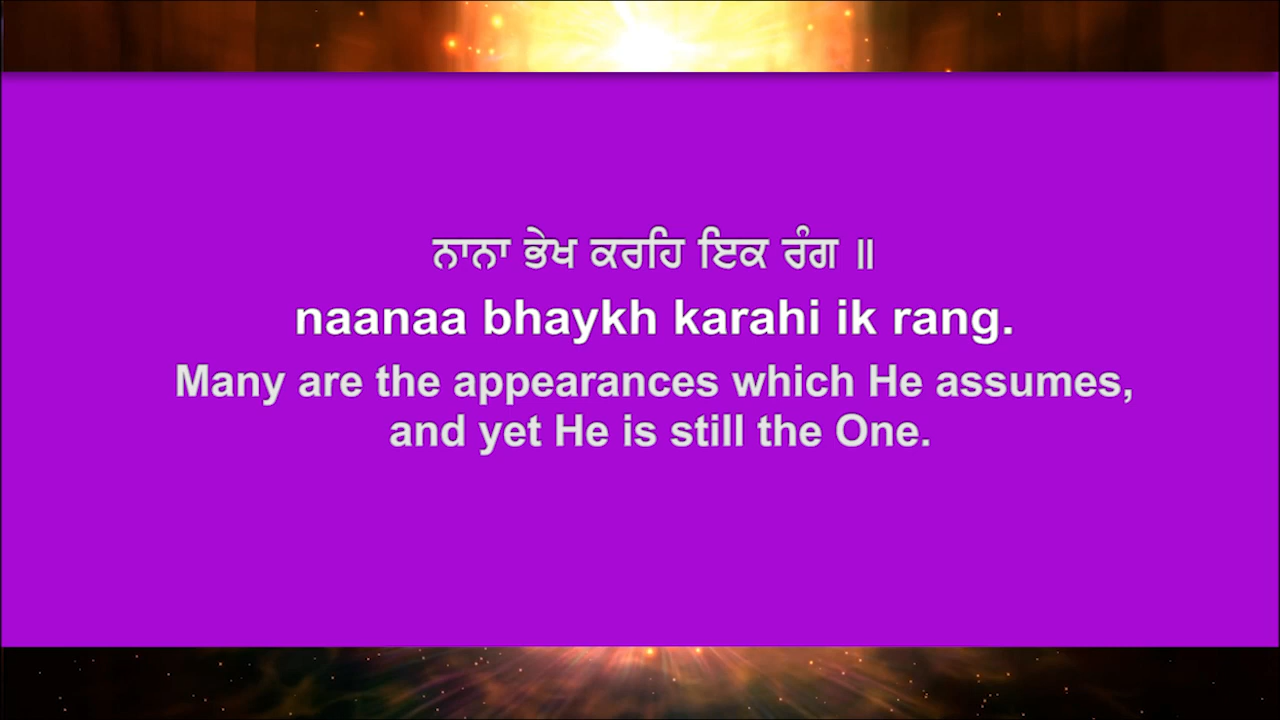 ਨਾਨਾ ਭੇਖ ਕਰਹਿ ਇਕ ਰੰਗ ॥
naanaa bhaykh karahi ik rang.
Many are the appearances which He assumes,
and yet He is still the One.